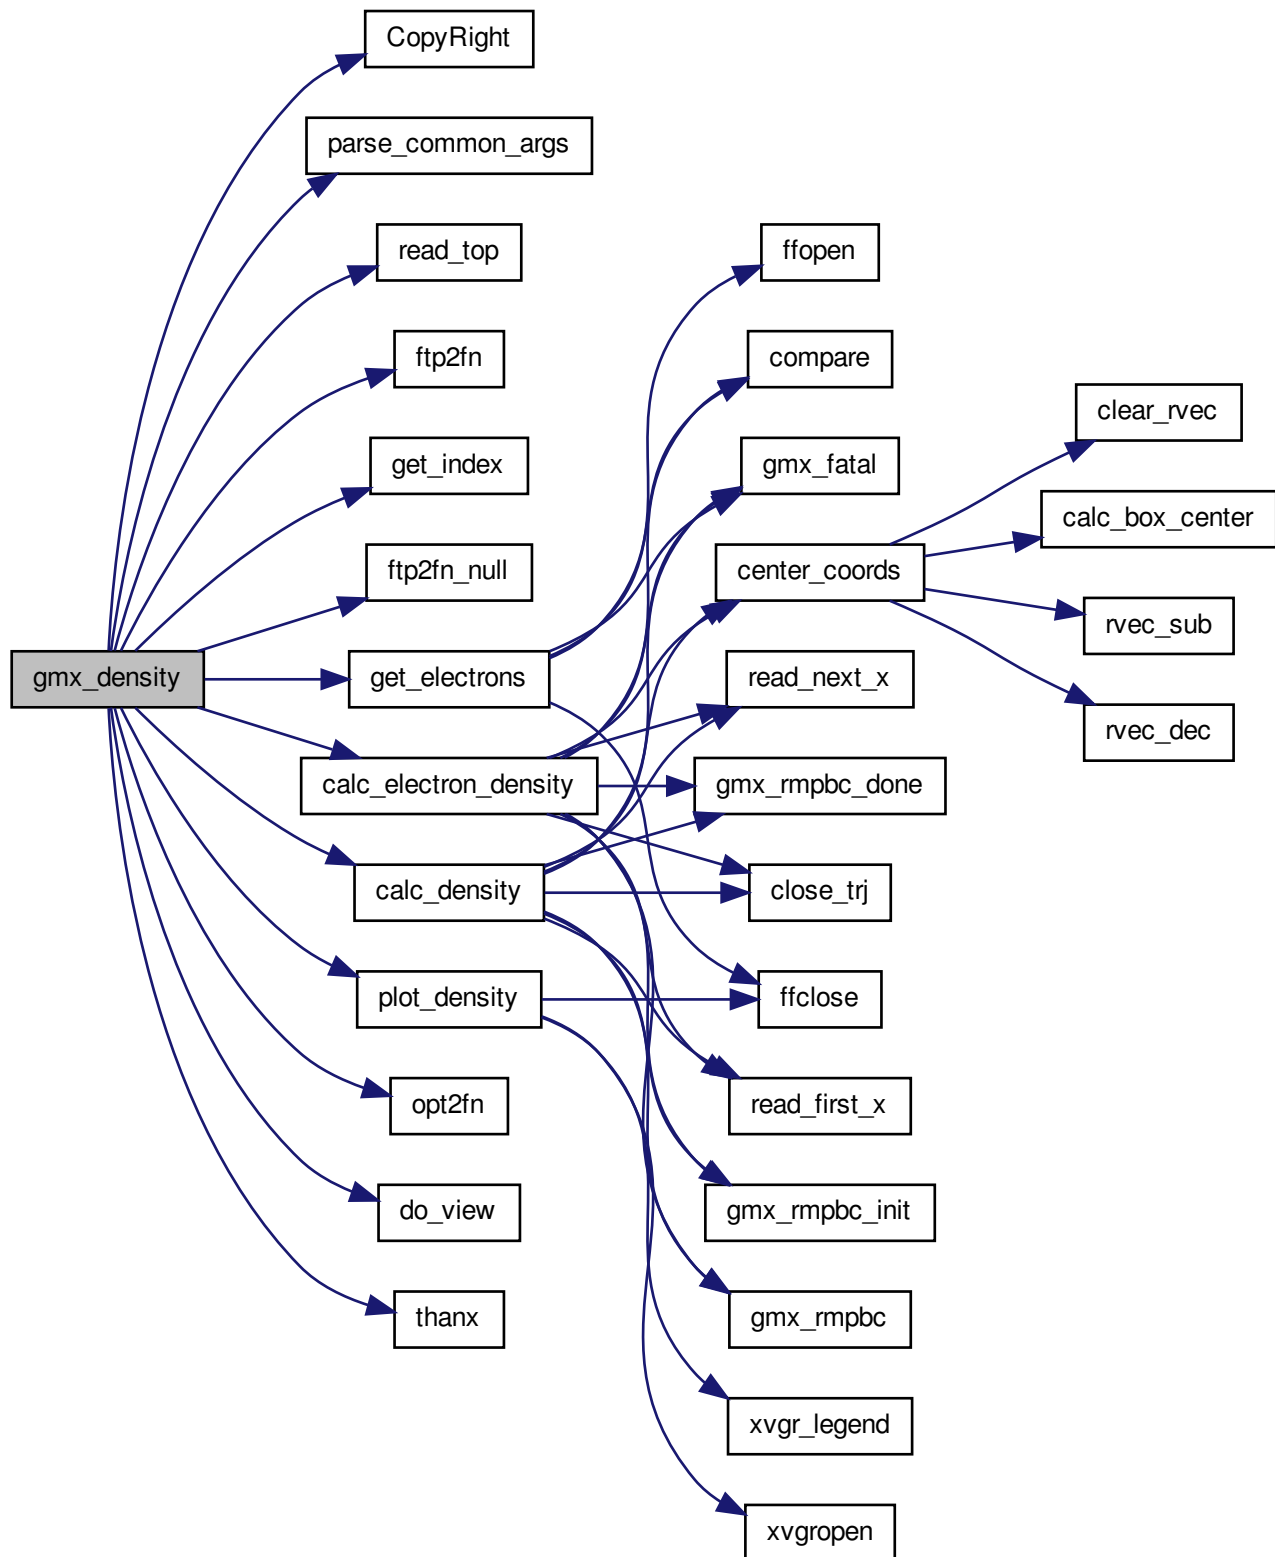 CopyRight
parse_common_args
read_top
ftp2fn
get_index
ftp2fn_null
gmx_density
get_electrons
calc_electron_density
calc_density
plot_density
opt2fn
do_view
thanx
ffopen
compare
gmx_fatal
center_coords
read_next_x
gmx_rmpbc_done
close_trj
ffclose
read_first_x
gmx_rmpbc_init
gmx_rmpbc
xvgr_legend
xvgropen
clear_rvec
calc_box_center
rvec_sub
rvec_dec